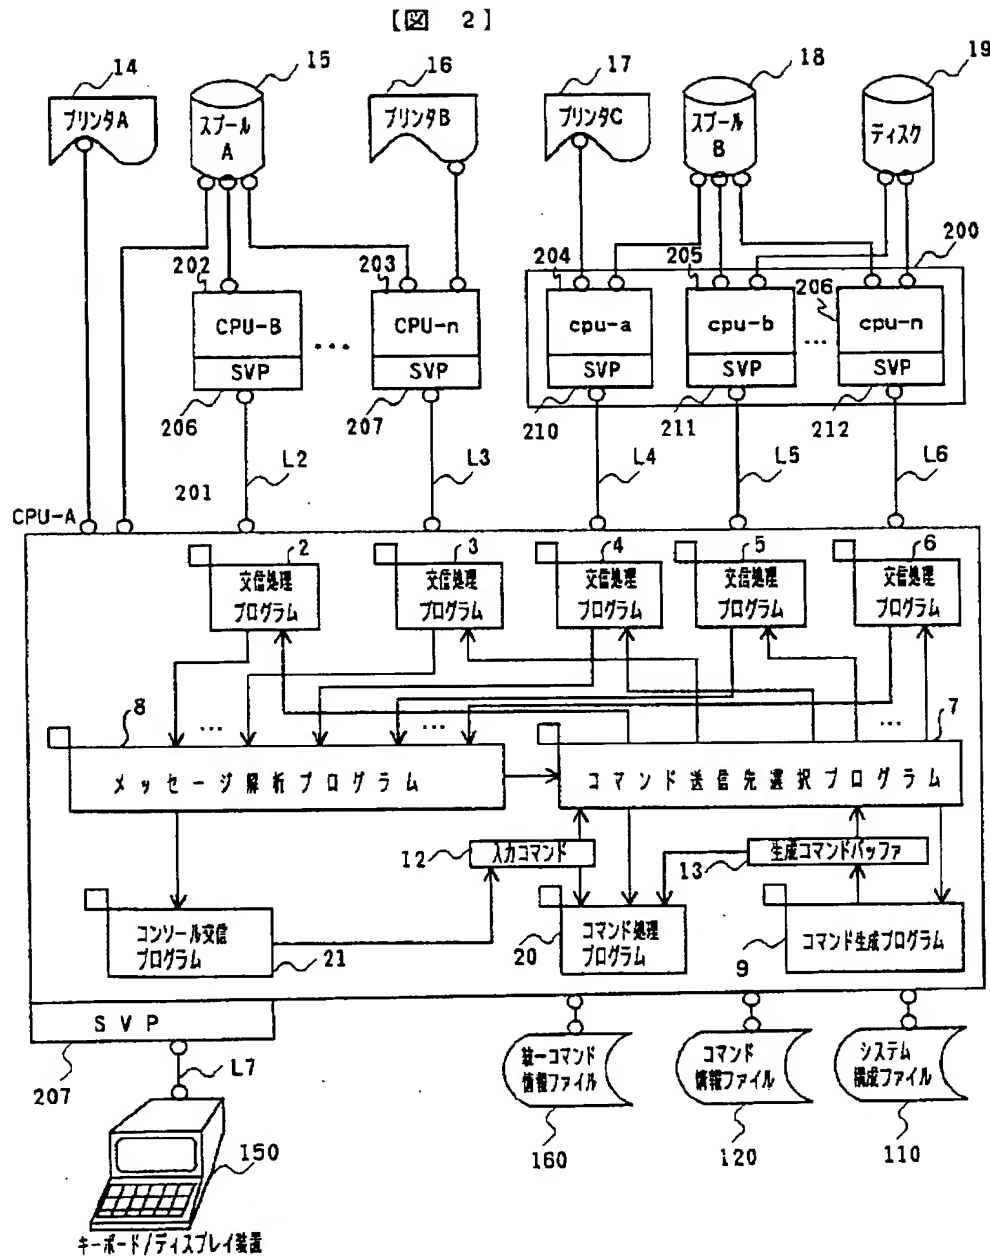 【図 2】
14
15
16
17
18
19
プリンタA
スプール
A
プリンタB
プリンタC
スプール
B
ディスク
200
202
203
204
205
206
CPU-B
...
CPU-n
cpu-a
cpu-b
...
cpu-n
SVP
SVP
SVP
SVP
SVP
206
207
210
211
212
L2
L3
L4
L5
L6
201
CPU-A
2
3
4
5
6
交信処理
プログラム
交信処理
プログラム
交信処理
プログラム
交信処理
プログラム
交信処理
プログラム
8
...
...
...
7
メッセージ解析プログラム
コマンド送信先選択プログラム
12
入力コマンド
13
生成コマンドバッファ
コンソール交信
プログラム
21
20
コマンド処理
プログラム
9
コマンド生成プログラム
SVP
207
L7
統一コマンド
情報ファイル
コマンド
情報ファイル
システム
構成ファイル
160
120
110
150
キーボード/ディスプレイ装置